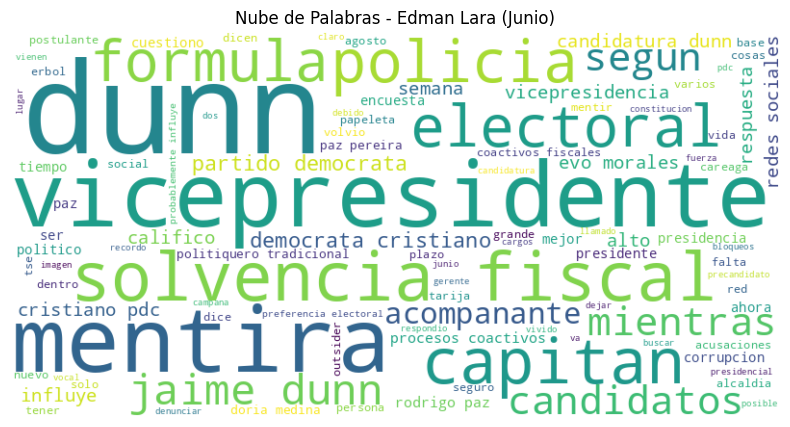 Nube de Palabras - Edman Lara (Junio)
postulante
cuestiono
dicen
claro
agosto
candidatura dunn
base
vienen
formula
policia
segun
cosas
erbol
semana
pdc
redes sociales
lugar
dunn
encuesta
vicepresidencia
varios
respuesta
dos
debido
papeleta
mentir
constitucion
volvio
electoral
vida
paz pereira
coactivos fiscales
probablemente influye
tiempo
social
partido democrata
evo morales
fuerza
careaga
candidatura
vicepresidente
paz
ser
califico
recordo
cargos
grande
llamado
democrata cristiano
mejor
alto
presidencia
bloqueos
politico
politiquero tradicional
plazo
presidente
falta
tse
imagen
junio
precandidato
dentro
solvencia fiscal
gerente
red
tarija
campana
cristiano pdc
dice
preferencia electoral
acompanante
dejar
mientras
ahora
mentira
outsider
respondio
vivido
acusaciones
procesos coactivos
va
buscar
corrupcion
capitan
presidencial
nuevo
vocal
solo
jaime dunn
seguro
alcaldia
influye
persona
rodrigo paz
candidatos
posible
tener
denunciar
doria medina